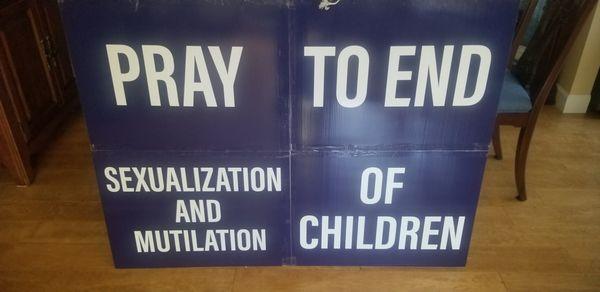 PRAY TO END
SEXUALIZATION
AND
MUTILATION
OF
CHILDREN